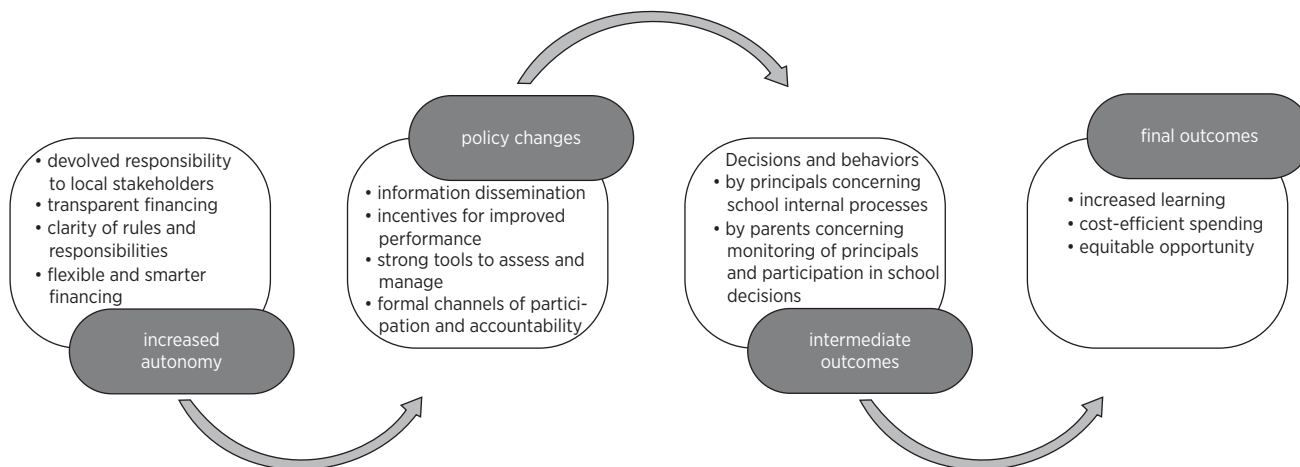 • devolved responsibility
to local stakeholders
• transparent financing
• clarity of rules and
responsibilities
• flexible and smarter
financing
increased
autonomy
policy changes
• information dissemination
• incentives for improved
performance
• strong tools to assess and
manage
• formal channels of partici-
pation and accountability
Decisions and behaviors
• by principals concerning
school internal processes
• by parents concerning
monitoring of principals
and participation in school
decisions
intermediate
outcomes
final outcomes
• increased learning
• cost-efficient spending
• equitable opportunity